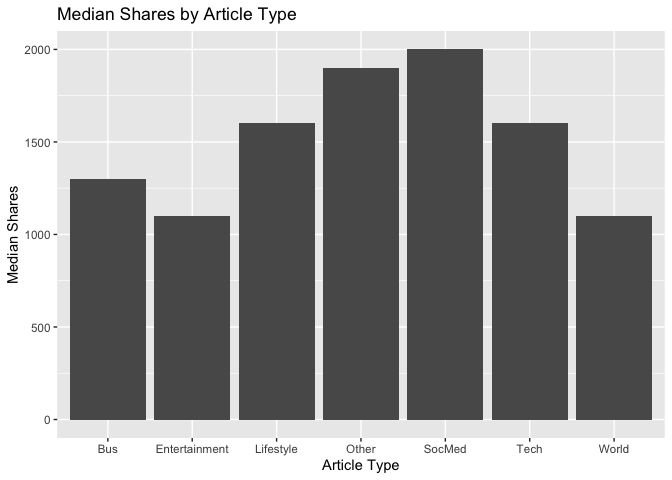 Median Shares by Article Type
Median Shares
2000
1500
1000
500
0
Bus Entertainment Lifestyle Other SocMed Tech World
Article Type